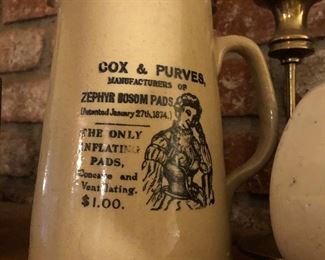 COX & PURVES,
MANUFACTURERS OF
ZEPHYR BOSOM PADS,
(Patented January 27th, 1874.)
THE ONLY
INFLATING
PADS,
Concave and
Ventilating.
$1.00.